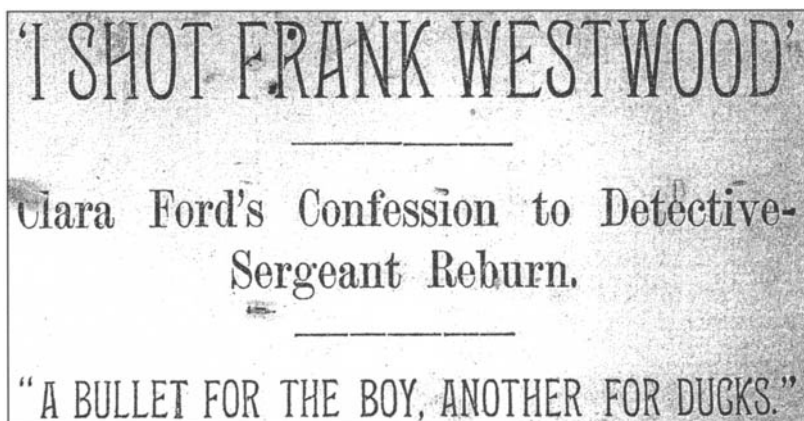 'I SHOT FRANK WESTWOOD'
Clara Ford's Confession to Detective-
Sergeant Reburn.
"A BULLET FOR THE BOY, ANOTHER FOR DUCKS."